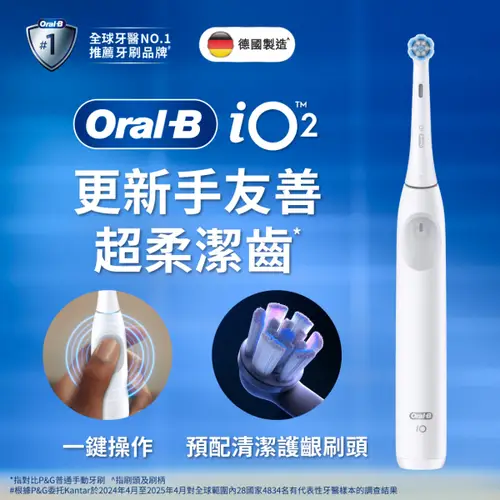 Oral-B
#1
全球牙醫NO.1
推薦牙刷品牌#
德國製造^
Oral-B iO™2
更新手友善
超柔潔齒*
一鍵操作
預配清潔護齦刷頭
Oral-B
iO
*指對比P&G普通手動牙刷 ^指刷頭及刷柄
#根據P&G委托Kantar於2024年4月至2025年4月對全球範圍內28國家4834名有代表性牙醫樣本的調查結果